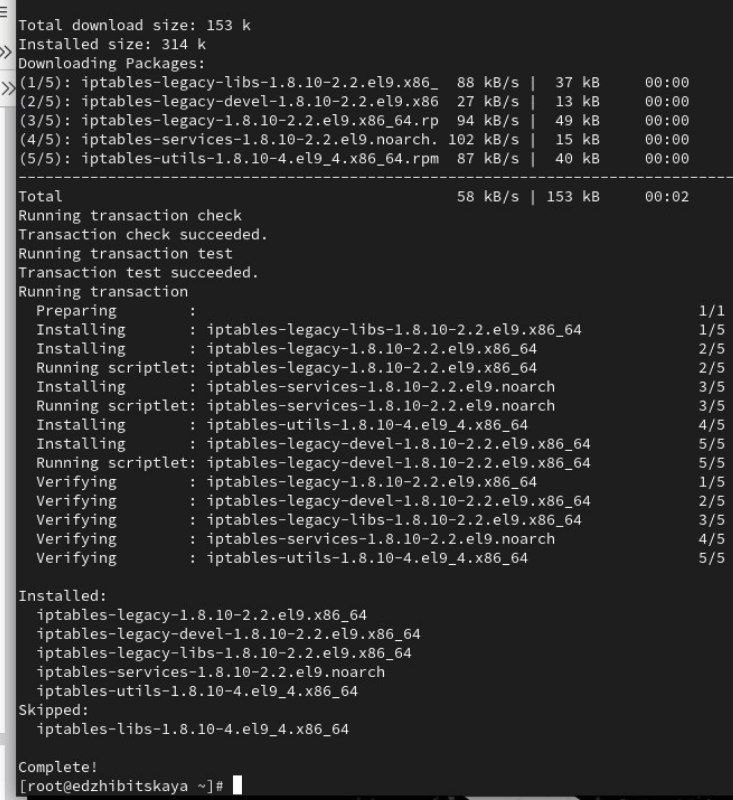 Total download size: 153 k
Installed size: 314 k
Downloading Packages:
(1/5): iptables-legacy-libs-1.8.10-2.2.el9.x86_  88 kB/s |  37 kB     00:00
(2/5): iptables-legacy-devel-1.8.10-2.2.el9.x86  27 kB/s |  13 kB     00:00
(3/5): iptables-legacy-1.8.10-2.2.el9.x86_64.rp  94 kB/s |  49 kB     00:00
(4/5): iptables-services-1.8.10-2.2.el9.noarch. 102 kB/s |  15 kB     00:00
(5/5): iptables-utils-1.8.10-4.el9_4.x86_64.rpm  87 kB/s |  40 kB     00:00
--------------------------------------------------------------------------------
Total                                            58 kB/s | 153 kB     00:02
Running transaction check
Transaction check succeeded.
Running transaction test
Transaction test succeeded.
Running transaction
  Preparing        :                                                        1/1
  Installing       : iptables-legacy-libs-1.8.10-2.2.el9.x86_64             1/5
  Installing       : iptables-legacy-1.8.10-2.2.el9.x86_64                  2/5
  Running scriptlet: iptables-legacy-1.8.10-2.2.el9.x86_64                  2/5
  Installing       : iptables-services-1.8.10-2.2.el9.noarch                3/5
  Running scriptlet: iptables-services-1.8.10-2.2.el9.noarch                3/5
  Installing       : iptables-utils-1.8.10-4.el9_4.x86_64                   4/5
  Installing       : iptables-legacy-devel-1.8.10-2.2.el9.x86_64            5/5
  Running scriptlet: iptables-legacy-devel-1.8.10-2.2.el9.x86_64            5/5
  Verifying        : iptables-legacy-1.8.10-2.2.el9.x86_64                  1/5
  Verifying        : iptables-legacy-devel-1.8.10-2.2.el9.x86_64            2/5
  Verifying        : iptables-legacy-libs-1.8.10-2.2.el9.x86_64             3/5
  Verifying        : iptables-services-1.8.10-2.2.el9.noarch                4/5
  Verifying        : iptables-utils-1.8.10-4.el9_4.x86_64                   5/5
Installed:
  iptables-legacy-1.8.10-2.2.el9.x86_64
  iptables-legacy-devel-1.8.10-2.2.el9.x86_64
  iptables-legacy-libs-1.8.10-2.2.el9.x86_64
  iptables-services-1.8.10-2.2.el9.noarch
  iptables-utils-1.8.10-4.el9_4.x86_64
Skipped:
  iptables-libs-1.8.10-4.el9_4.x86_64
Complete!
[root@edzhibitskaya ~]#